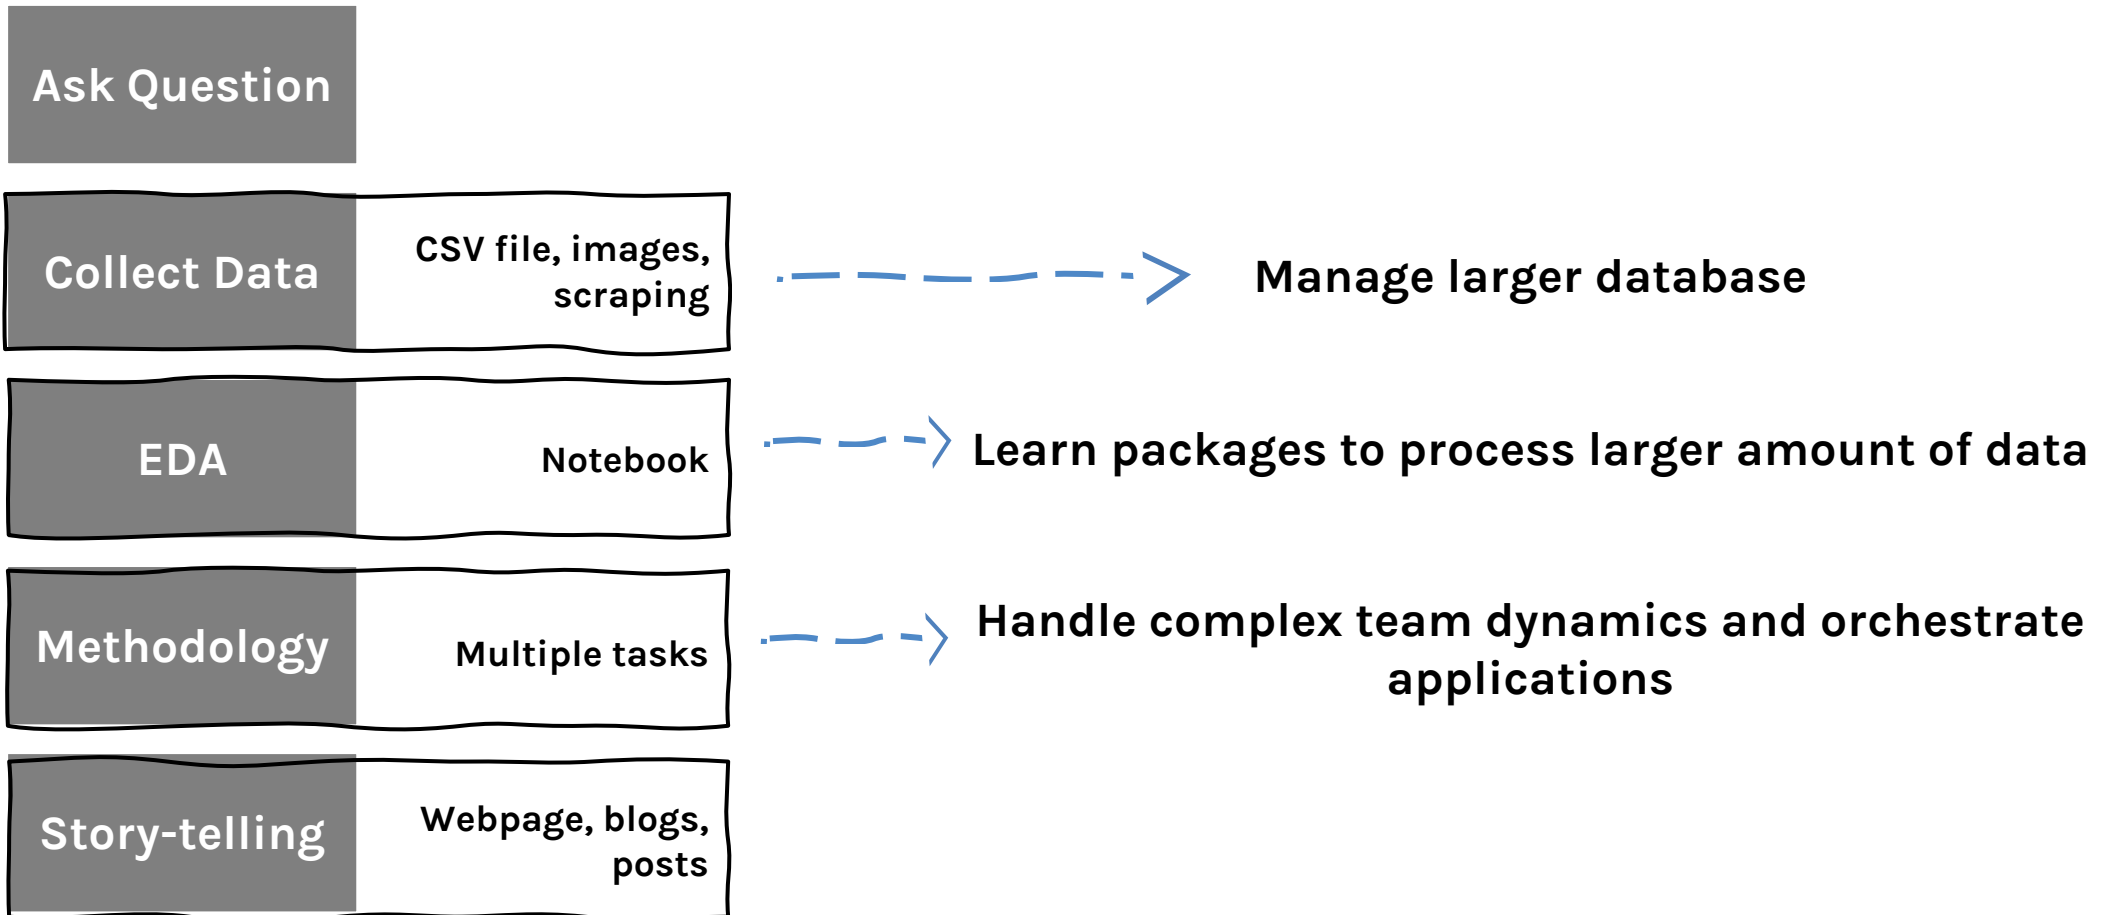 Ask Question
Collect Data
CSV file, images,
scraping
Manage larger database
EDA
Notebook
Learn packages to process larger amount of data
Methodology
Multiple tasks
Handle complex team dynamics and orchestrate
applications
Story-telling
Webpage, blogs,
posts